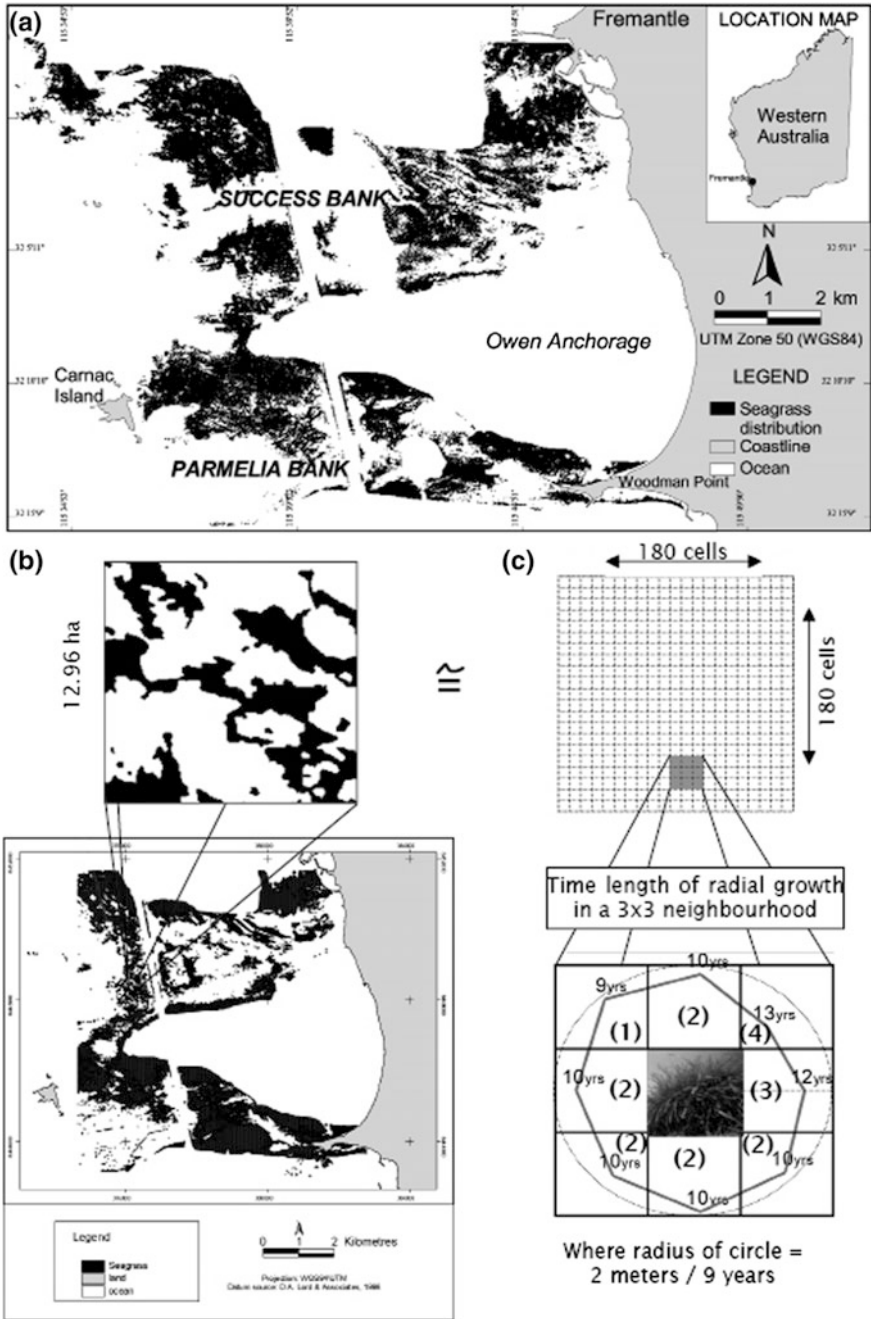 (a)
Fremantle
LOCATION MAP
Western
Australia
Fremantle
SUCCESS BANK
N
0 1 2 km
UTM Zone 50 (WGS84)
Owen Anchorage
Carnac
Island
LEGEND
Seagrass
distribution
Coastline
Ocean
PARMELIA BANK
Woodman Point
(b)
12.96 ha
≅
(c)
180 cells
180 cells
Time length of radial growth
in a 3x3 neighbourhood
10yrs
9yrs
13yrs
(1)
(2)
(4)
10yrs
(2)
(3)
12yrs
(2)
(2)
(2)
10yrs
10yrs
10yrs
Where radius of circle =
2 meters / 9 years
Legend
Seagrass
land
ocean
0 1 2 Kilometres
Projection: WGS84UTM